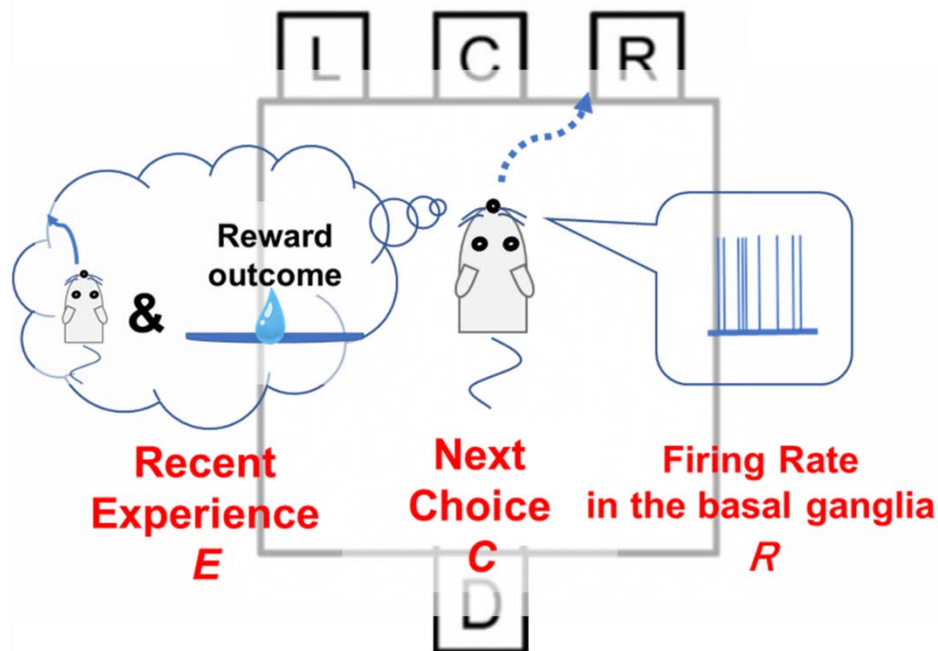 L C R
Reward
outcome
&
Recent
Experience
E
Next
Choice
C
Firing Rate
in the basal ganglia
R
D